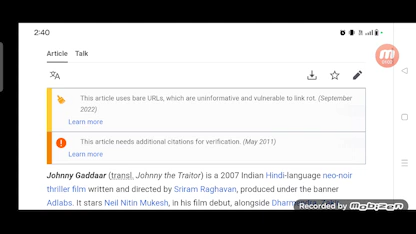 2:40
Article Talk
This article uses bare URLs, which are uninformative and vulnerable to link rot. (September
2022)
Learn more
This article needs additional citations for verification. (May 2011)
Learn more
Johnny Gaddaar (transl. Johnny the Traitor) is a 2007 Indian Hindi-language neo-noir
thriller film written and directed by Sriram Raghavan, produced under the banner
Adlabs. It stars Neil Nitin Mukesh, in his film debut, alongside
Recorded by MOBIZEN